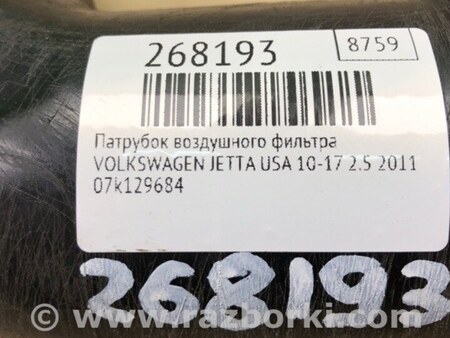 268193
8759
Патрубок воздушного фильтра
VOLKSWAGEN JETTA USA 10-17 2.5 2011
07k129684
268193
© www.razborki.com